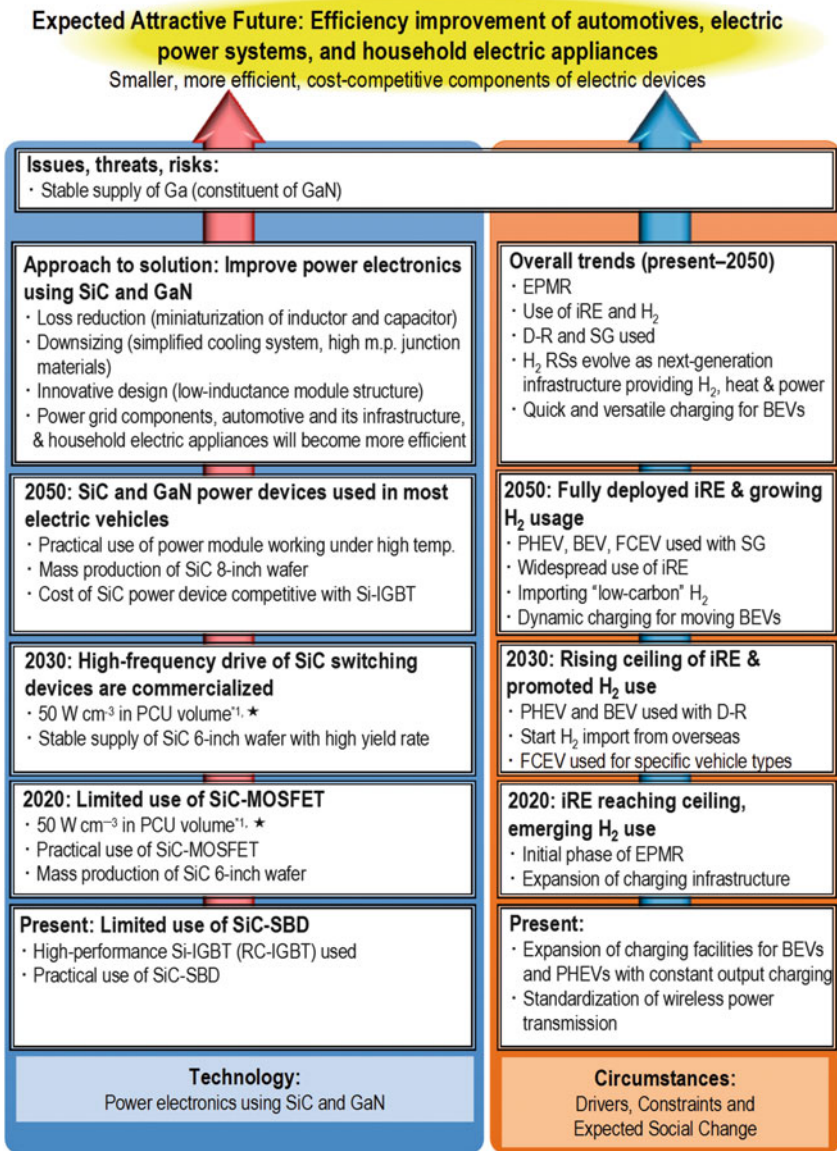 Expected Attractive Future: Efficiency improvement of automotives, electric
power systems, and household electric appliances
Smaller, more efficient, cost-competitive components of electric devices
Issues, threats, risks:
· Stable supply of Ga (constituent of GaN)
Approach to solution: Improve power electronics
using SiC and GaN
· Loss reduction (miniaturization of inductor and capacitor)
· Downsizing (simplified cooling system, high m.p. junction
materials)
· Innovative design (low-inductance module structure)
· Power grid components, automotive and its infrastructure,
& household electric appliances will become more efficient
2050: SiC and GaN power devices used in most
electric vehicles
· Practical use of power module working under high temp.
· Mass production of SiC 8-inch wafer
· Cost of SiC power device competitive with Si-IGBT
2030: High-frequency drive of SiC switching
devices are commercialized
· 50 W cm⁻³ in PCU volume*¹, ★
· Stable supply of SiC 6-inch wafer with high yield rate
2020: Limited use of SiC-MOSFET
· 50 W cm⁻³ in PCU volume*¹, ★
· Practical use of SiC-MOSFET
· Mass production of SiC 6-inch wafer
Present: Limited use of SiC-SBD
· High-performance Si-IGBT (RC-IGBT) used
· Practical use of SiC-SBD
Technology:
Power electronics using SiC and GaN
Overall trends (present–2050)
· EPMR
· Use of iRE and H₂
· D-R and SG used
· H₂ RSs evolve as next-generation
infrastructure providing H₂, heat & power
· Quick and versatile charging for BEVs
2050: Fully deployed iRE & growing
H₂ usage
· PHEV, BEV, FCEV used with SG
· Widespread use of iRE
· Importing “low-carbon” H₂
· Dynamic charging for moving BEVs
2030: Rising ceiling of iRE &
promoted H₂ use
· PHEV and BEV used with D-R
· Start H₂ import from overseas
· FCEV used for specific vehicle types
2020: iRE reaching ceiling,
emerging H₂ use
· Initial phase of EPMR
· Expansion of charging infrastructure
Present:
· Expansion of charging facilities for BEVs
and PHEVs with constant output charging
· Standardization of wireless power
transmission
Circumstances:
Drivers, Constraints and
Expected Social Change